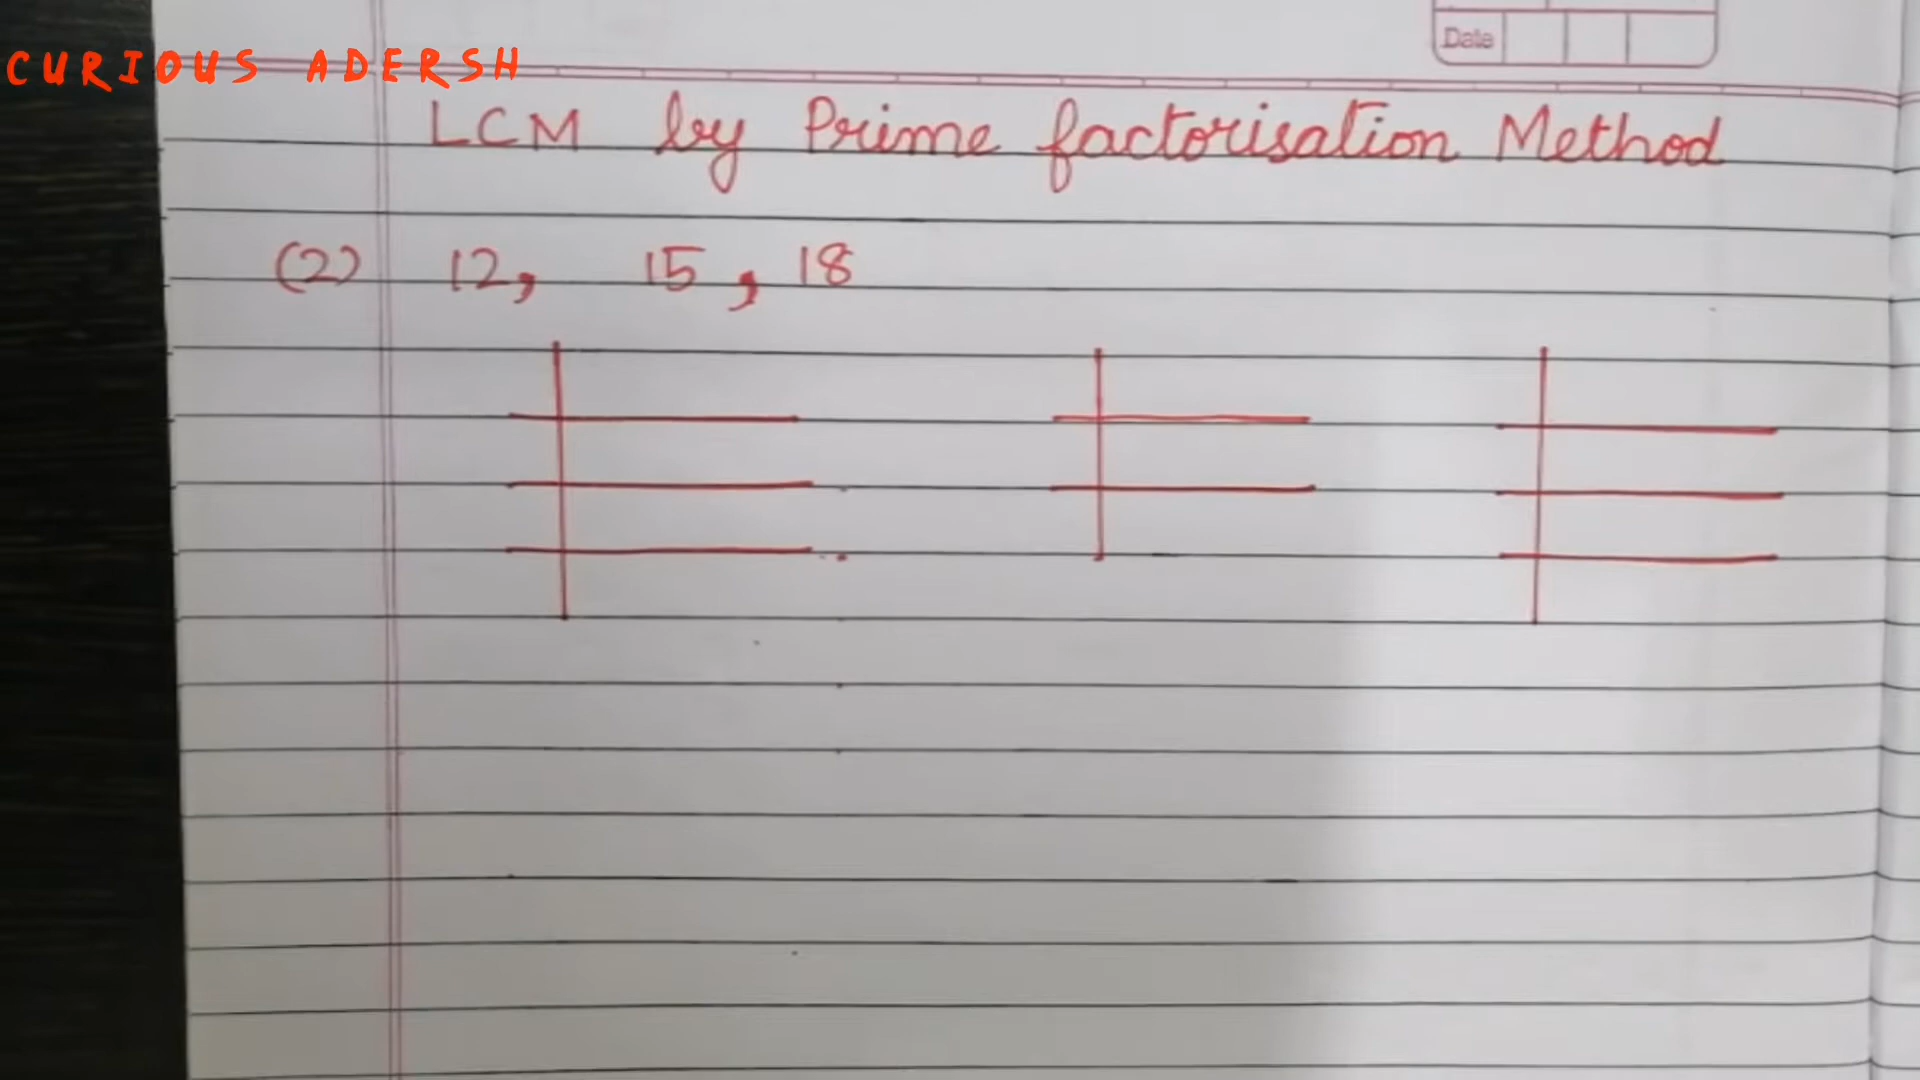 Date
CURIOUS ADERSH
LCM by Prime factorisation Method
(2) 12, 15, 18